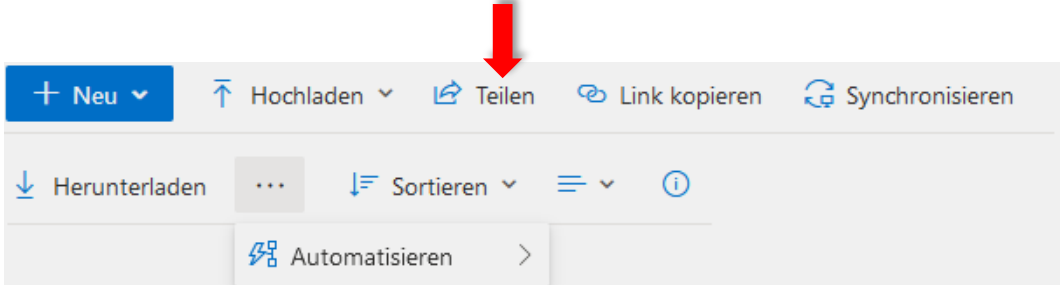 Neu Hochladen Teilen Link kopieren Synchronisieren
Herunterladen ... Sortieren
Automatisieren